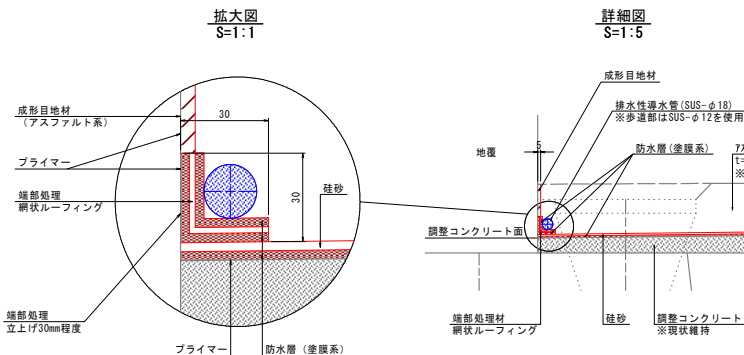 拡大図
S=1:1
成形目地材
(アスファルト系)
プライマー
端部処理
網状ルーフィング
端部処理
立上げ30mm程度
プライマー
防水層（塗膜系）
硅砂
30
30
詳細図
S=1:5
成形目地材
排水性導水管(SUS-φ18)
※歩道部はSUS-φ12を使用
地覆
5
防水層(塗膜系)
t=
※
調整コンクリート面
端部処理材
網状ルーフィング
硅砂
調整コンクリート
※現状維持